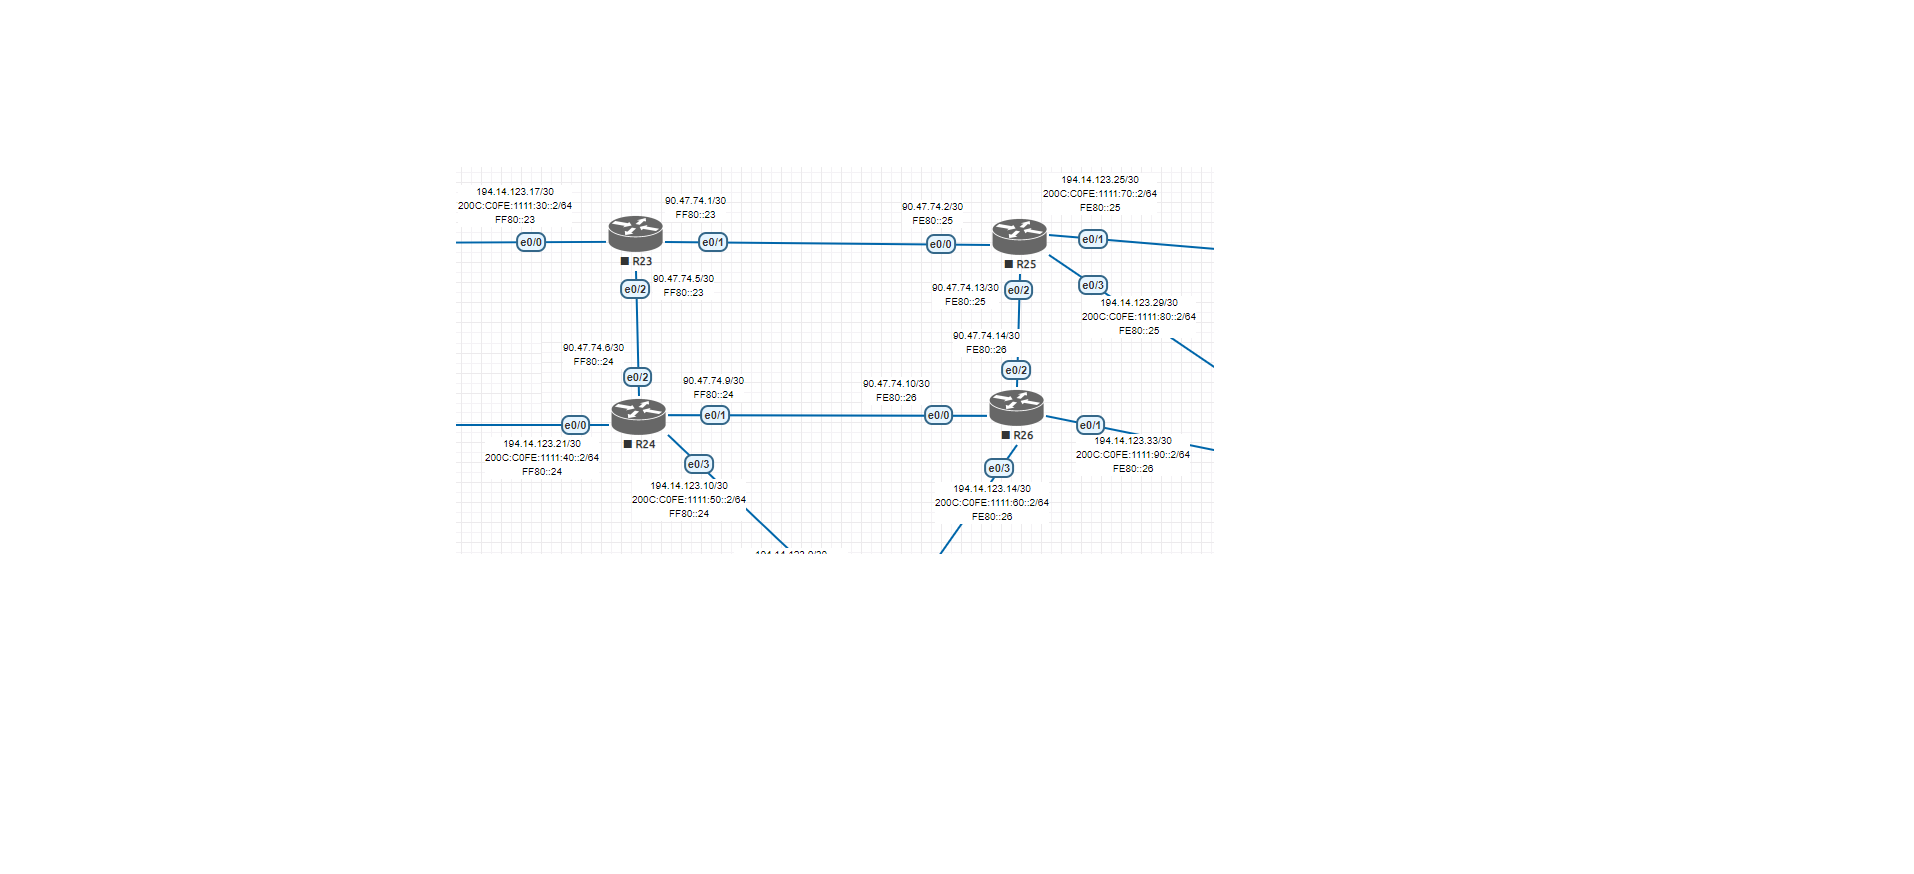 194.14.123.17/30
200C:C0FE:1111:30::2/64
FF80::23
e0/0
90.47.74.1/30
FF80::23
e0/1
R23
e0/2
90.47.74.5/30
FF80::23
90.47.74.2/30
FE80::25
e0/0
194.14.123.25/30
200C:C0FE:1111:70::2/64
FE80::25
e0/1
R25
90.47.74.13/30
FE80::25
e0/2
e0/3
194.14.123.29/30
200C:C0FE:1111:80::2/64
FE80::25
90.47.74.6/30
FF80::24
e0/2
90.47.74.9/30
FF80::24
e0/1
e0/0
R24
194.14.123.21/30
200C:C0FE:1111:40::2/64
FF80::24
e0/3
194.14.123.10/30
200C:C0FE:1111:50::2/64
FF80::24
90.47.74.14/30
FE80::26
e0/2
90.47.74.10/30
FE80::26
e0/0
R26
e0/1
194.14.123.33/30
200C:C0FE:1111:90::2/64
FE80::26
e0/3
194.14.123.14/30
200C:C0FE:1111:60::2/64
FE80::26